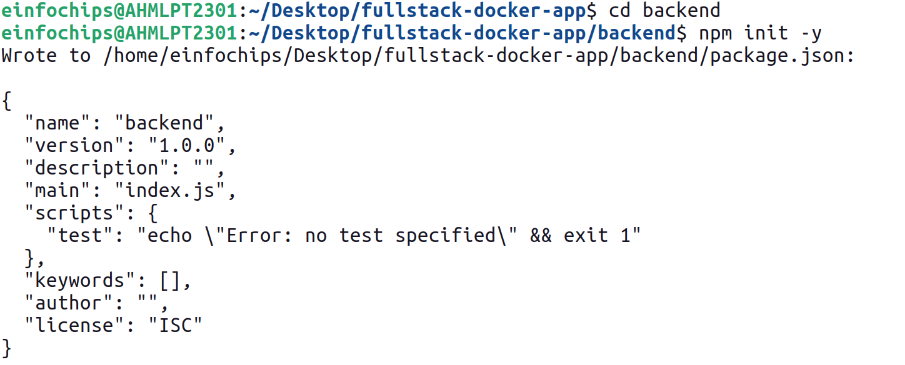 einfochips@AHMLPT2301:~/Desktop/fullstack-docker-app$ cd backend
einfochips@AHMLPT2301:~/Desktop/fullstack-docker-app/backend$ npm init -y
Wrote to /home/einfochips/Desktop/fullstack-docker-app/backend/package.json:

{
  "name": "backend",
  "version": "1.0.0",
  "description": "",
  "main": "index.js",
  "scripts": {
    "test": "echo \"Error: no test specified\" && exit 1"
  },
  "keywords": [],
  "author": "",
  "license": "ISC"
}